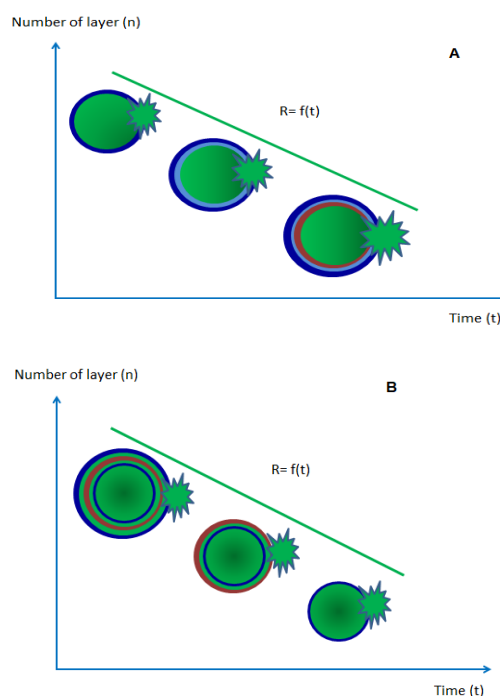 Number of layer (n)
A
R= f(t)
Time (t)
Number of layer (n)
B
R= f(t)
Time (t)